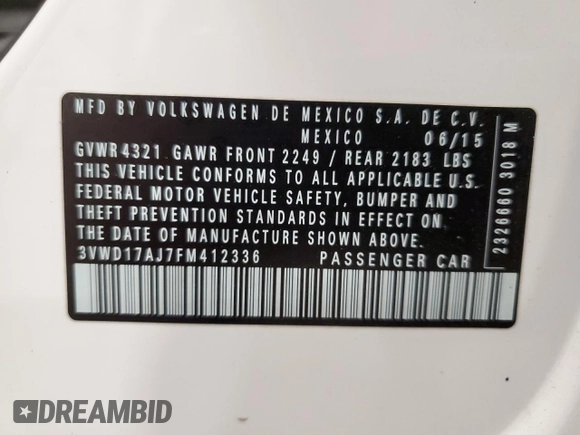 MFD BY VOLKSWAGEN DE MEXICO S.A. DE C.V.
MEXICO 06/15
GVWR 4321 GAWR FRONT 2249 / REAR 2183 LBS
THIS VEHICLE CONFORMS TO ALL APPLICABLE U.S.
FEDERAL MOTOR VEHICLE SAFETY, BUMPER AND
THEFT PREVENTION STANDARDS IN EFFECT ON
THE DATE OF MANUFACTURE SHOWN ABOVE.
3VWD17AJ7FM412336 PASSENGER CAR
2326660 3018 M
DREAMBID